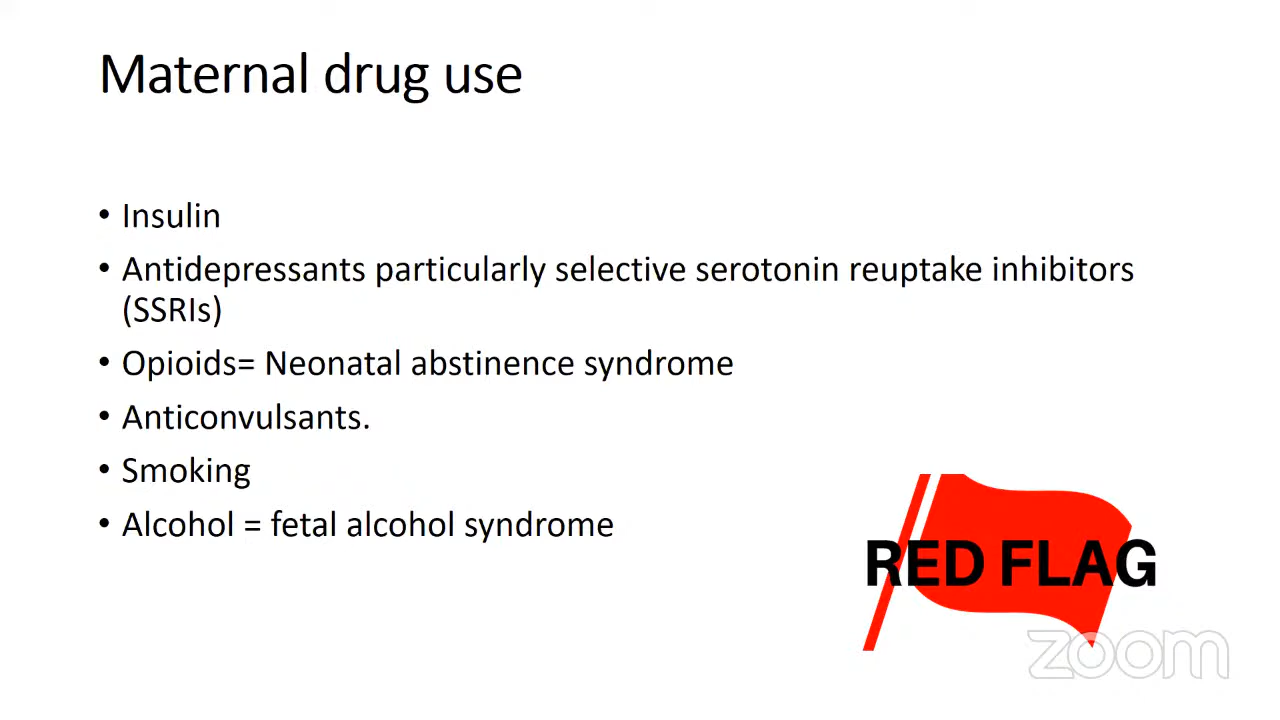 Maternal drug use
• Insulin
• Antidepressants particularly selective serotonin reuptake inhibitors
(SSRIs)
• Opioids= Neonatal abstinence syndrome
• Anticonvulsants.
• Smoking
• Alcohol = fetal alcohol syndrome
RED FLAG
zoom